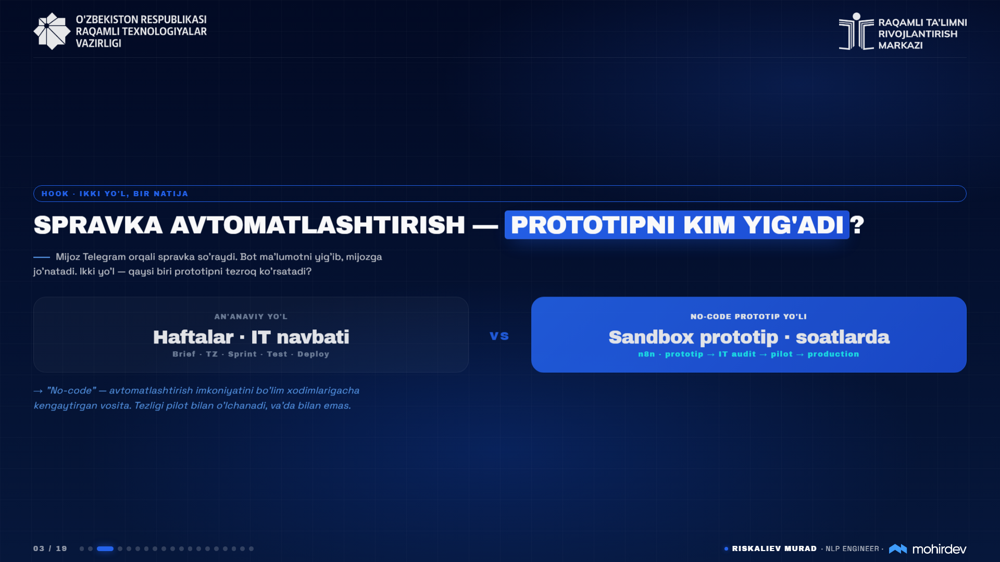 O'ZBEKISTON RESPUBLIKASI
RAQAMLI TEXNOLOGIYALAR
VAZIRLIGI
RAQAMLI TA’LIMNI
RIVOJLANTIRISH
MARKAZI
HOOK · IKKI YO'L, BIR NATIJA
SPRAVKA AVTOMATLASHTIRISH — PROTOTIPNI KIM YIG'ADI?
Mijoz Telegram orqali spravka so’raydi. Bot ma’lumotni yig’ib, mijozga
jo’natadi. Ikki yo’l — qaysi biri prototipni tezroq ko’rsatadi?
AN'ANAVIY YO'L
Haftalar · IT navbati
Brief · TZ · Sprint · Test · Deploy
VS
NO-CODE PROTOTIP YO'LI
Sandbox prototip · soatlarda
n8n · prototip → IT audit → pilot → production
→ ”No-code” — avtomatlashtirish imkoniyatini bo’lim xodimlarigacha
kengaytirgan vosita. Tezligi pilot bilan o’lchanadi, va’da bilan emas.
03 / 19
RISKALIEV MURAD · NLP ENGINEER ·
mohirdev